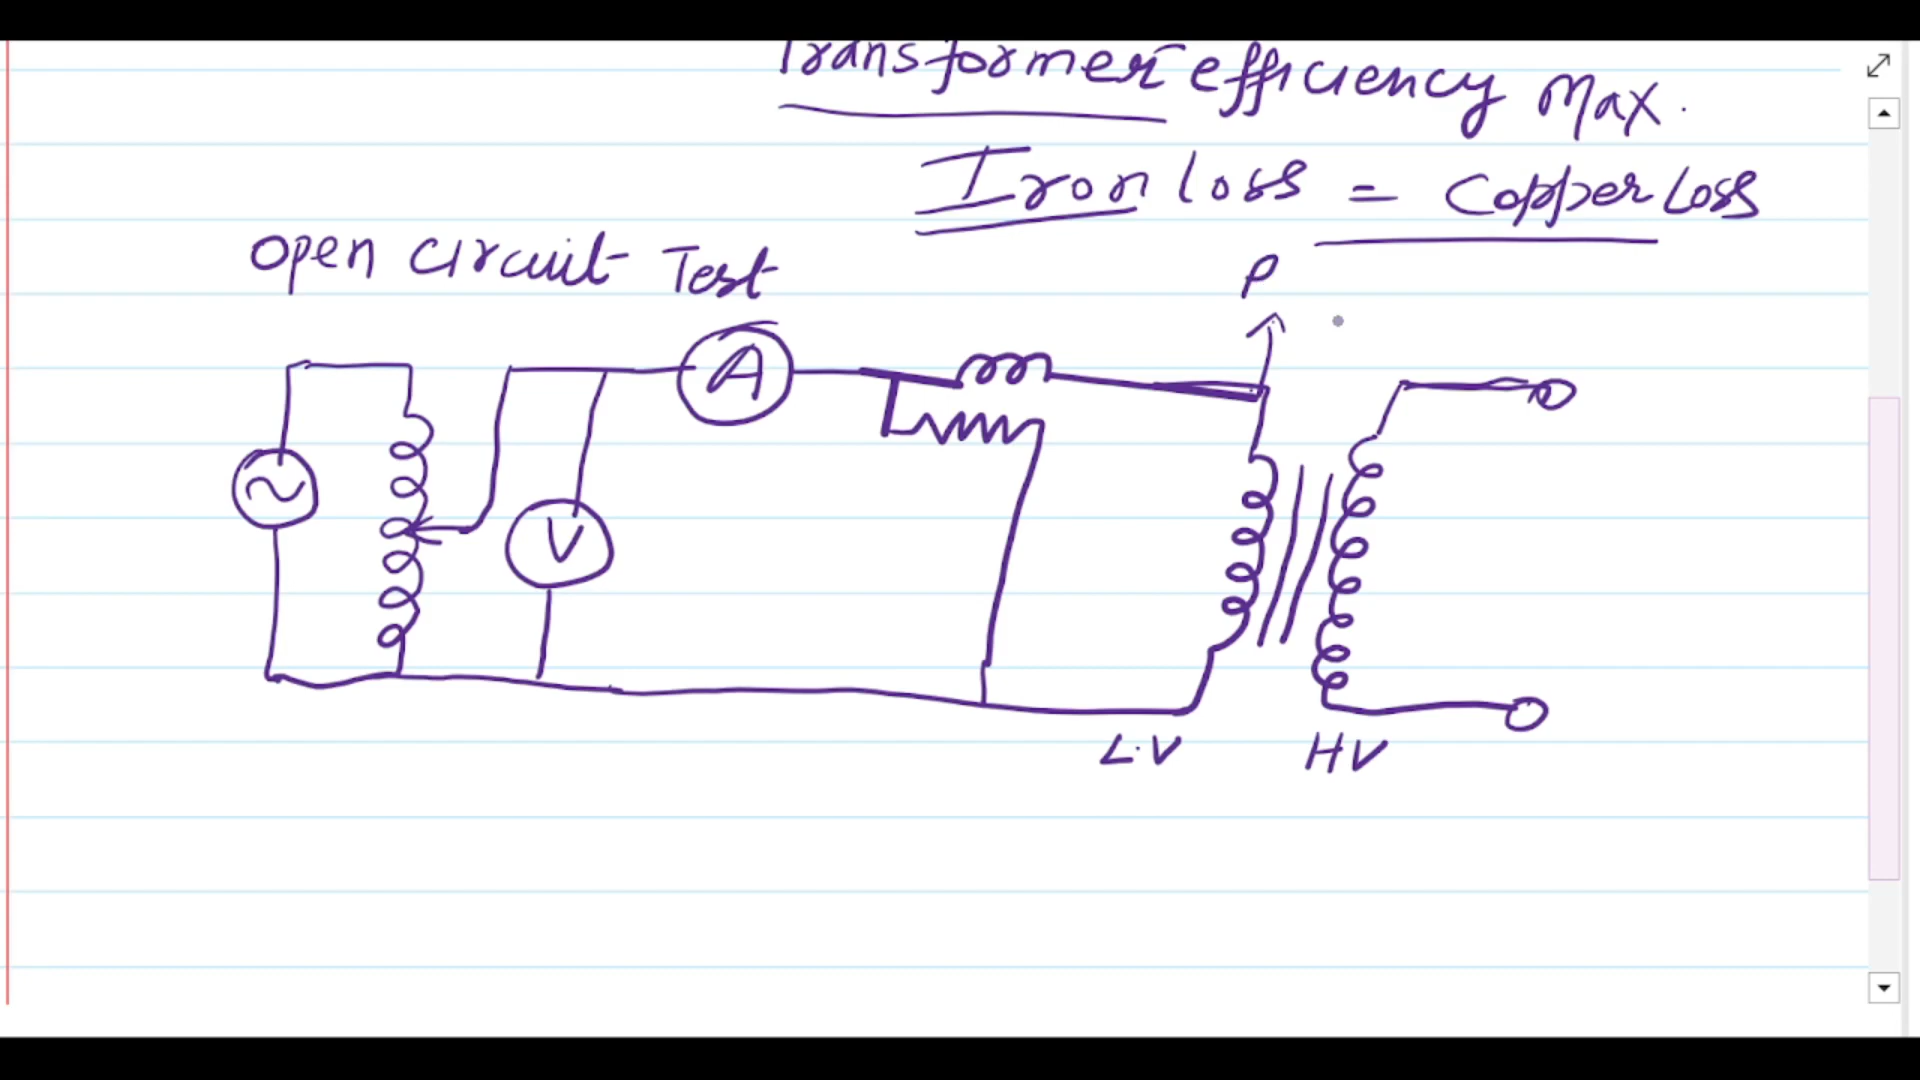 Transformer efficiency Max.
Iron loss = Copper Loss
Open Circuit Test
P
A
V
L.V
HV